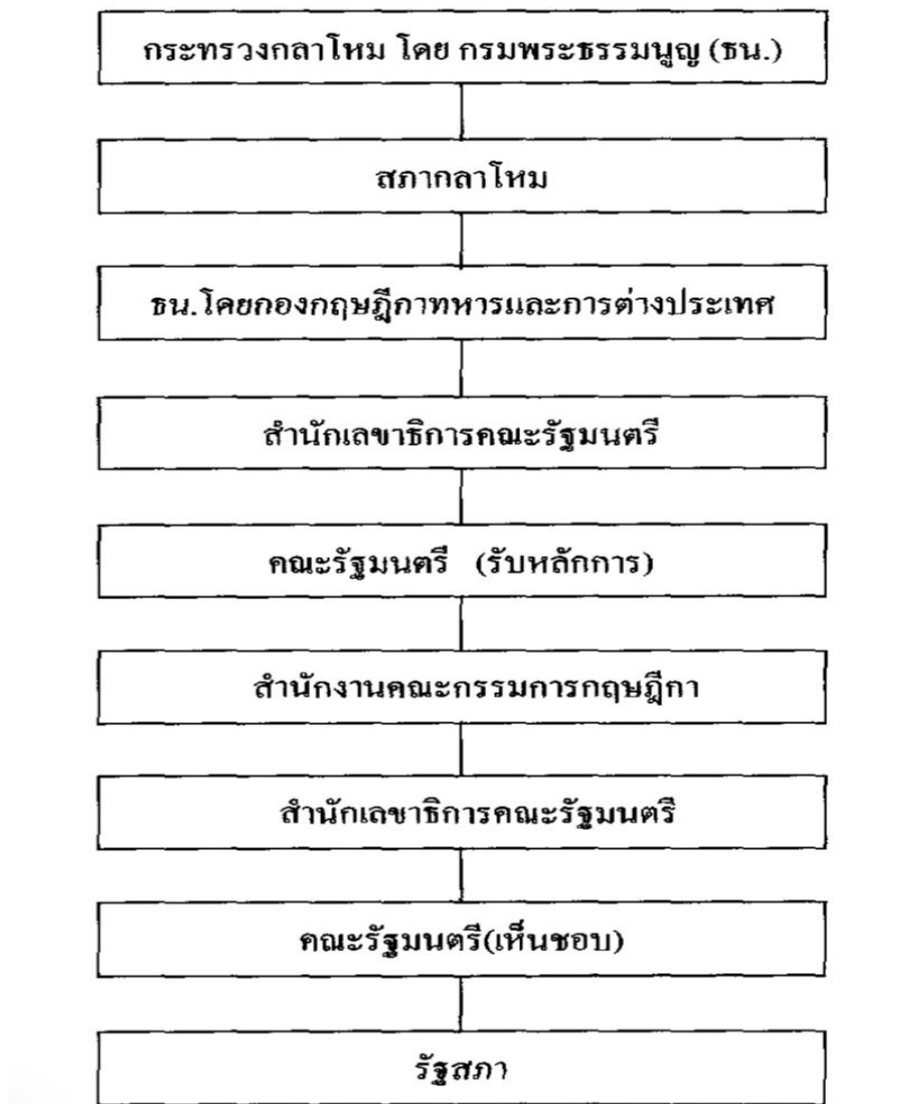 กระทรวงกลาโหม โดย กรมพระธรรมนูญ (ธน.)
สภากลาโหม
ธน.โดยกองกฤษฎีกาทหารและการต่างประเทศ
สำนักเลขาธิการคณะรัฐมนตรี
คณะรัฐมนตรี (รับหลักการ)
สำนักงานคณะกรรมการกฤษฎีกา
สำนักเลขาธิการคณะรัฐมนตรี
คณะรัฐมนตรี(เห็นชอบ)
รัฐสภา